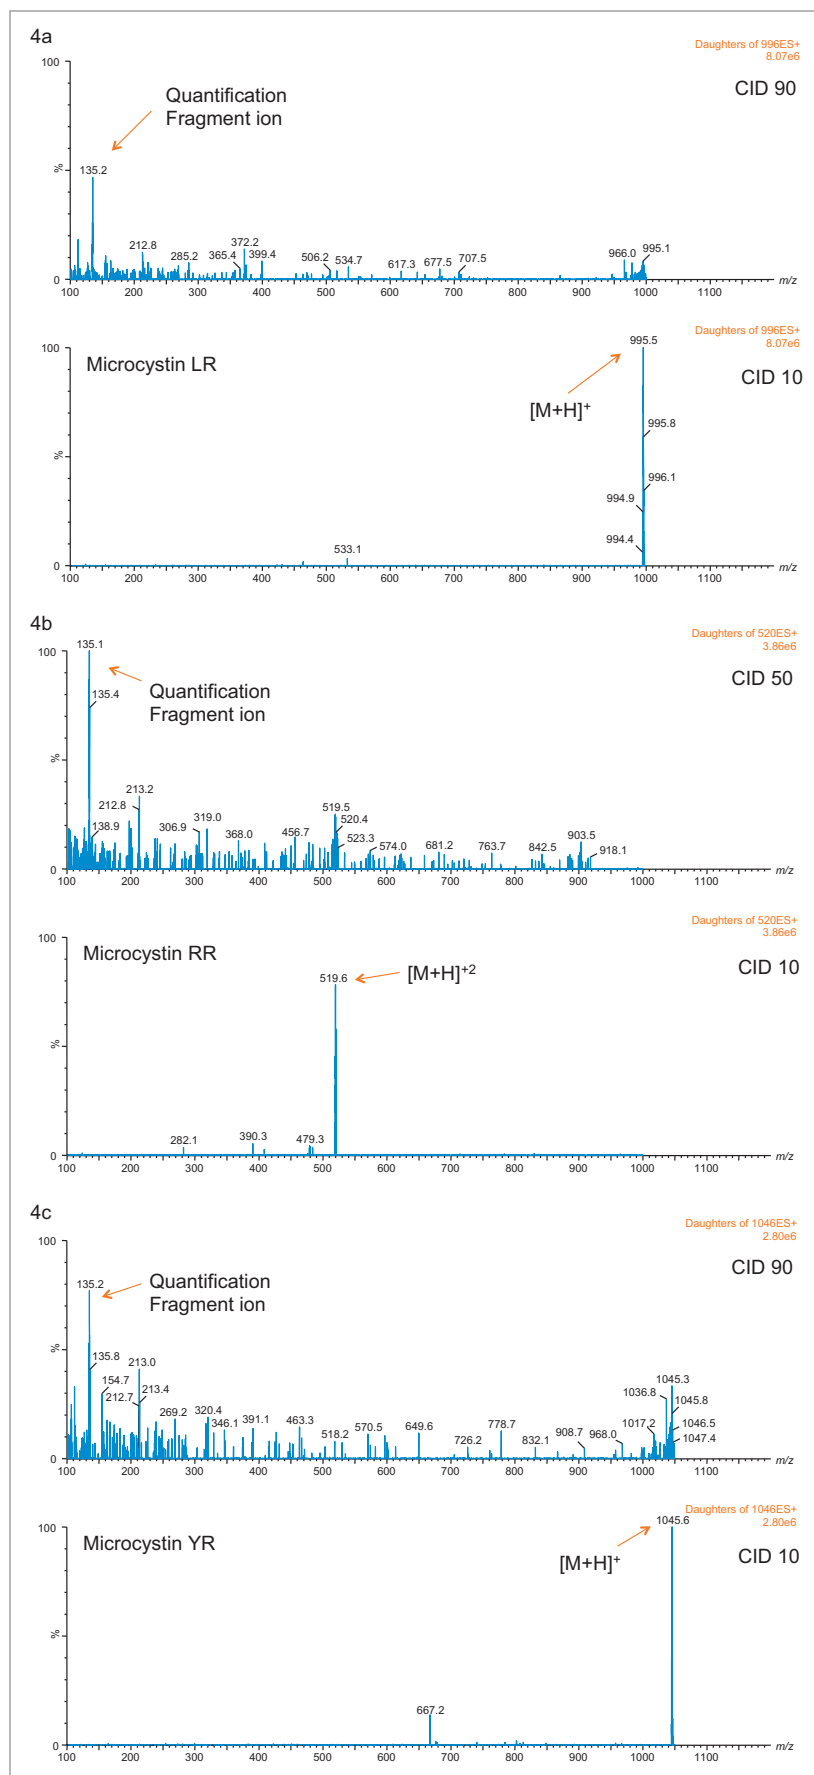 4a
Daughters of 996ES+
8.07e6
CID 90
100
%
0
Quantification
Fragment ion
135.2
212.8
285.2
365.4
372.2
399.4
506.2
534.7
617.3
677.5
707.5
966.0
995.1
100 200 300 400 500 600 700 800 900 1000 1100 m/z
Daughters of 996ES+
8.07e6
CID 10
100
%
0
Microcystin LR
[M+H]+
995.5
995.8
996.1
994.9
994.4
533.1
100 200 300 400 500 600 700 800 900 1000 1100 m/z
4b
Daughters of 520ES+
3.86e6
CID 50
100
%
0
135.1
Quantification
Fragment ion
135.4
213.2
212.8
138.9
306.9
319.0
368.0
456.7
519.5
520.4
523.3
574.0
681.2
763.7
842.5
903.5
918.1
100 200 300 400 500 600 700 800 900 1000 1100 m/z
Daughters of 520ES+
3.86e6
CID 10
100
%
0
Microcystin RR
519.6
[M+H]+2
282.1
390.3
479.3
100 200 300 400 500 600 700 800 900 1000 1100 m/z
4c
Daughters of 1046ES+
2.80e6
CID 90
100
%
0
135.2
Quantification
Fragment ion
135.8
154.7
213.0
212.7
213.4
269.2
320.4
346.1
391.1
463.3
518.2
570.5
649.6
726.2
778.7
832.1
908.7
968.0
1017.2
1036.8
1045.3
1045.8
1046.5
1047.4
100 200 300 400 500 600 700 800 900 1000 1100 m/z
Daughters of 1046ES+
2.80e6
CID 10
100
%
0
Microcystin YR
1045.6
[M+H]+
667.2
100 200 300 400 500 600 700 800 900 1000 1100 m/z